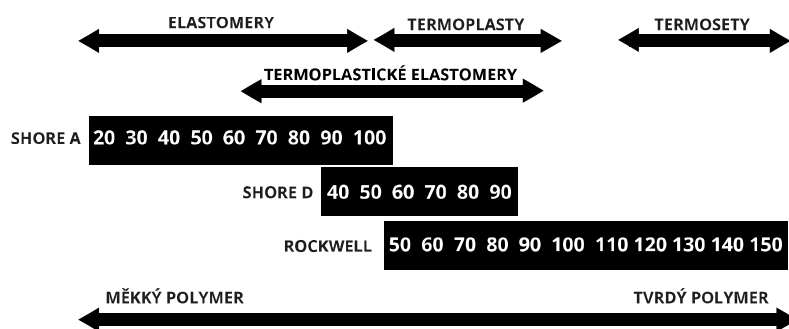 ELASTOMERY TERMOPLASTY TERMOSETY
TERMOPLASTICKÉ ELASTOMERY
SHORE A 20 30 40 50 60 70 80 90 100
SHORE D 40 50 60 70 80 90
ROCKWELL 50 60 70 80 90 100 110 120 130 140 150
MĚKKÝ POLYMER TVRDÝ POLYMER